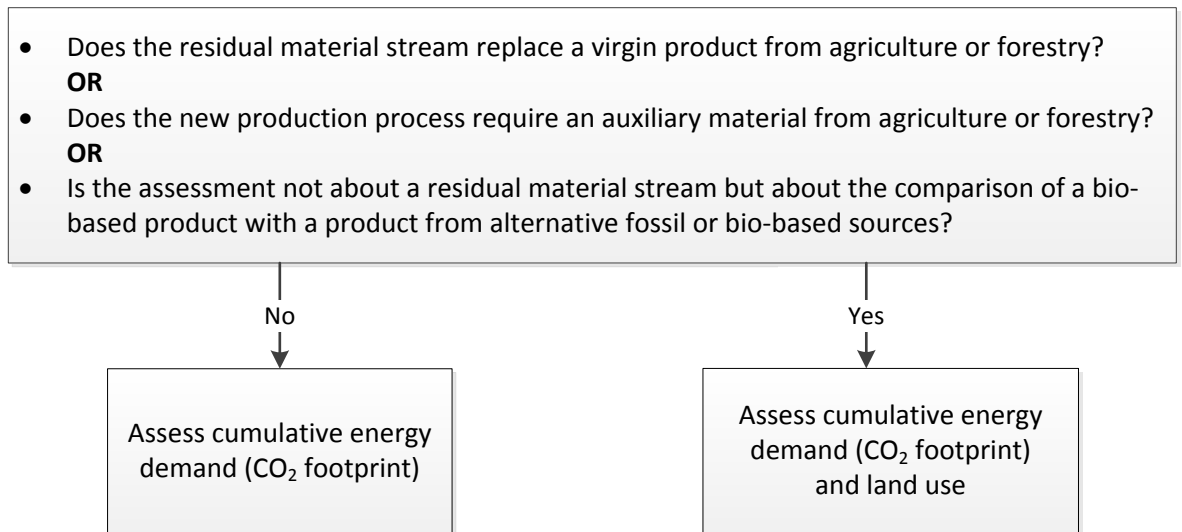 • Does the residual material stream replace a virgin product from agriculture or forestry?
OR
• Does the new production process require an auxiliary material from agriculture or forestry?
OR
• Is the assessment not about a residual material stream but about the comparison of a bio-
based product with a product from alternative fossil or bio-based sources?
No
Yes
Assess cumulative energy
demand (CO₂ footprint)
Assess cumulative energy
demand (CO₂ footprint)
and land use